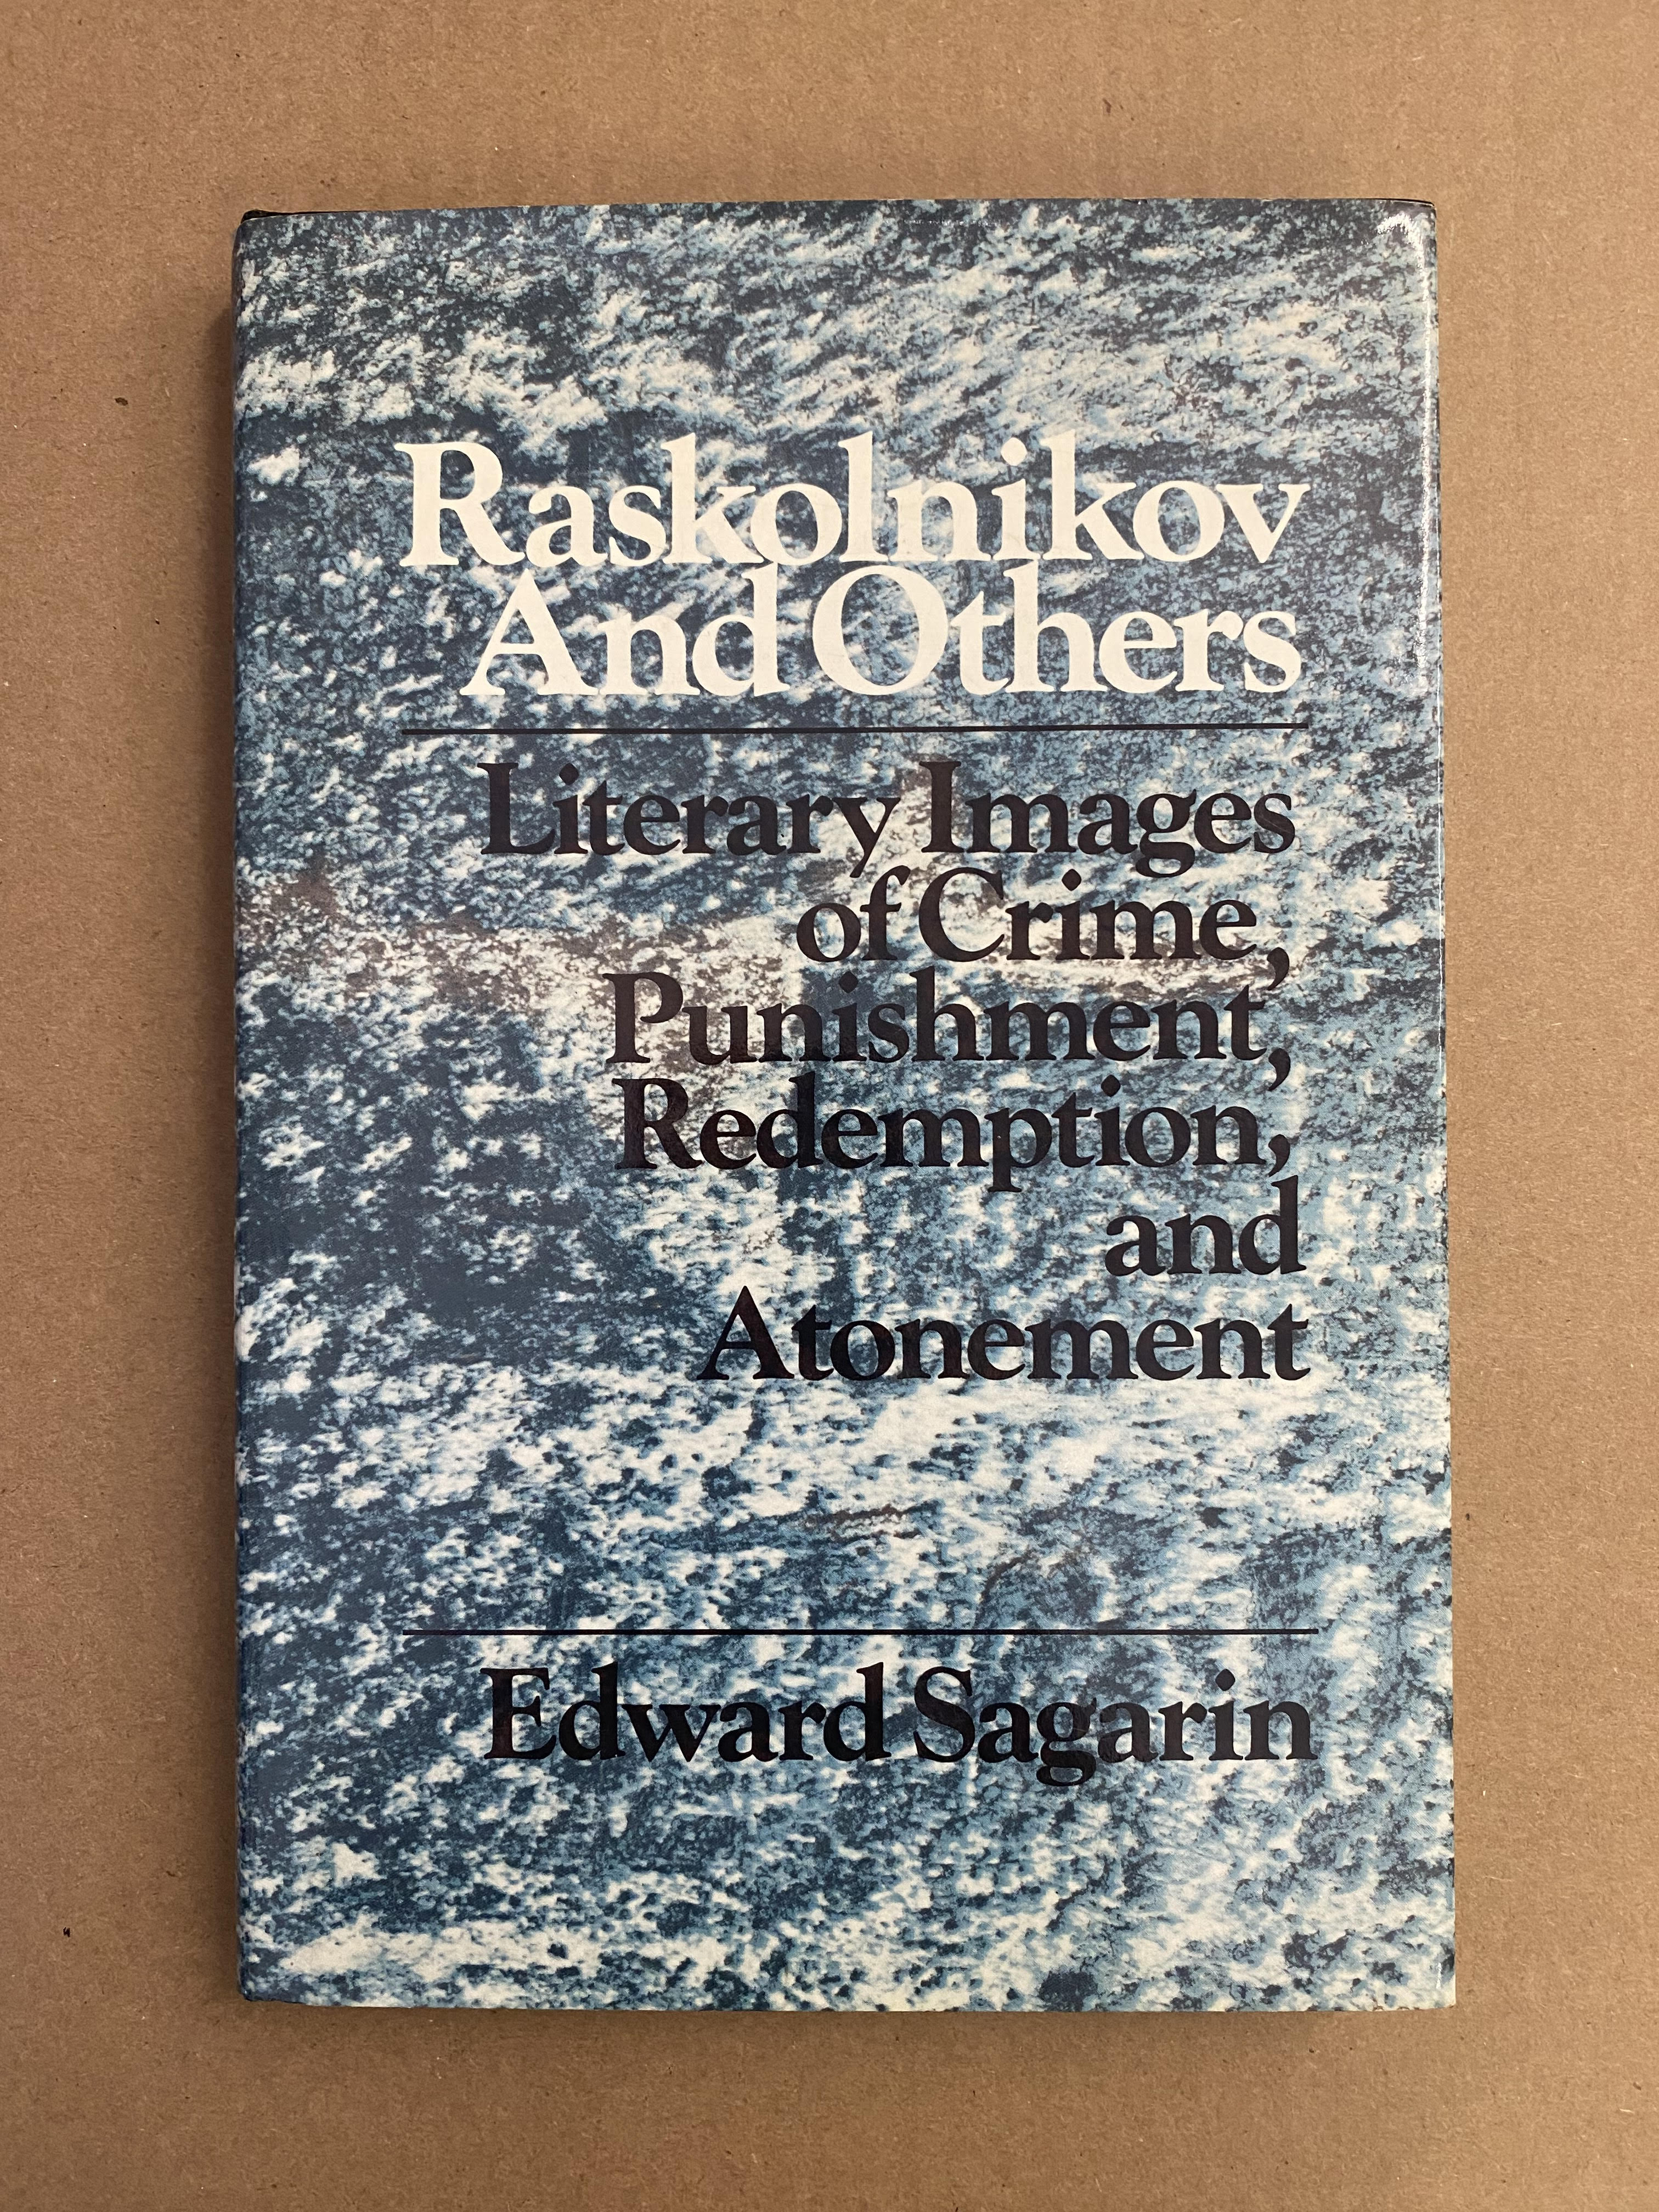 Raskolnikov
And Others
Literary Images
of Crime,
Punishment,
Redemption,
and
Atonement
Edward Sagarin